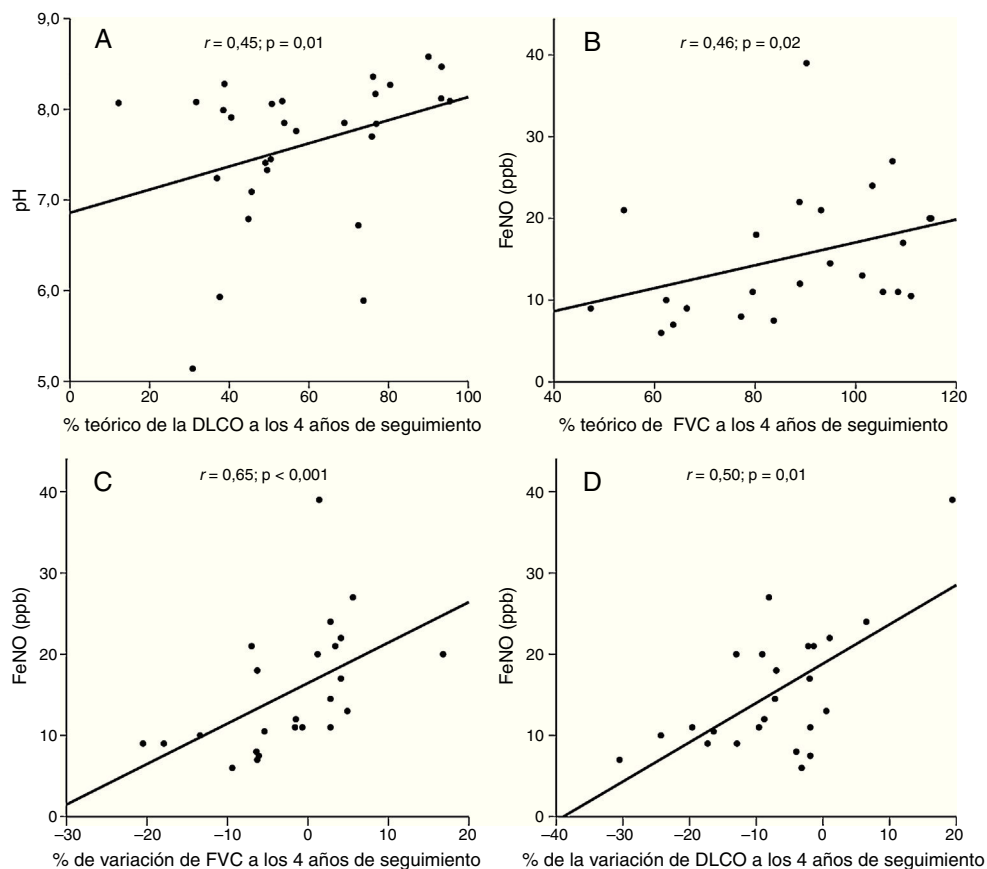 A
r = 0,45; p = 0,01
9,0
8,0
7,0
6,0
5,0
pH
0 20 40 60 80 100
% teórico de la DLCO a los 4 años de seguimiento
B
r = 0,46; p = 0,02
40
30
20
10
0
FeNO (ppb)
40 60 80 100 120
% teórico de FVC a los 4 años de seguimiento
C
r = 0,65; p < 0,001
40
30
20
10
0
FeNO (ppb)
–30 –20 –10 0 10 20
% de variación de FVC a los 4 años de seguimiento
D
r = 0,50; p = 0,01
40
30
20
10
0
FeNO (ppb)
–40 –30 –20 –10 0 10 20
% de la variación de DLCO a los 4 años de seguimiento